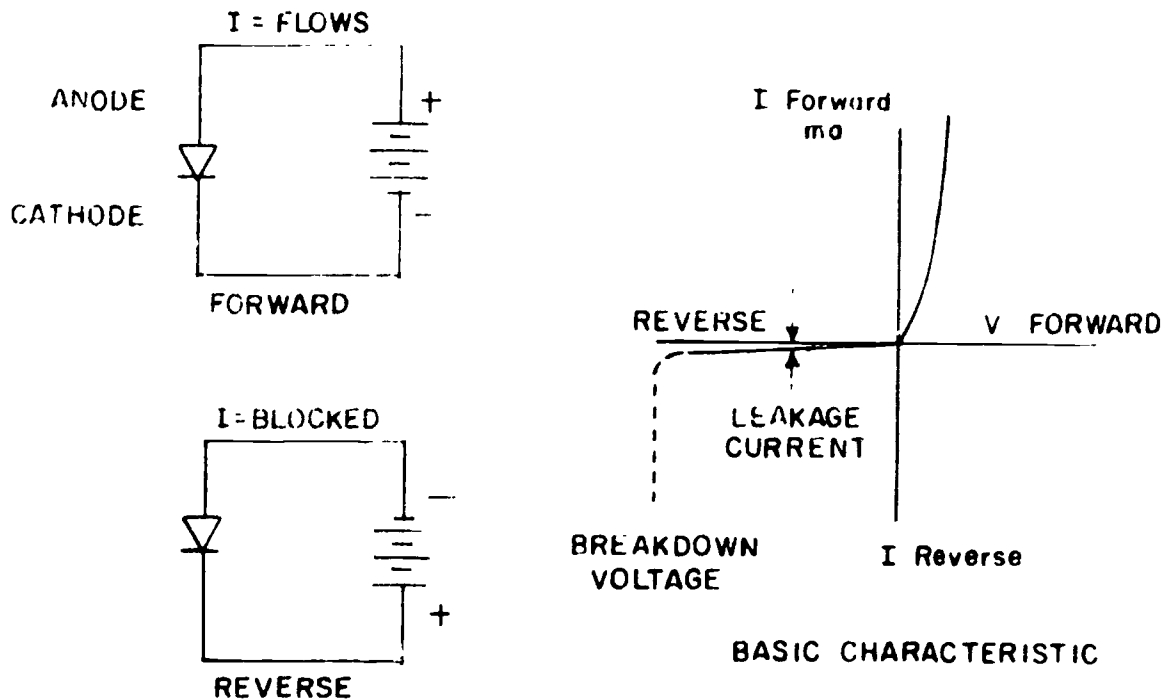 I = FLOWS
ANODE
+
CATHODE
-
FORWARD
I = BLOCKED
-
+
REVERSE
I Forward
ma
REVERSE
V FORWARD
LEAKAGE
CURRENT
BREAKDOWN
VOLTAGE
I Reverse
BASIC CHARACTERISTIC